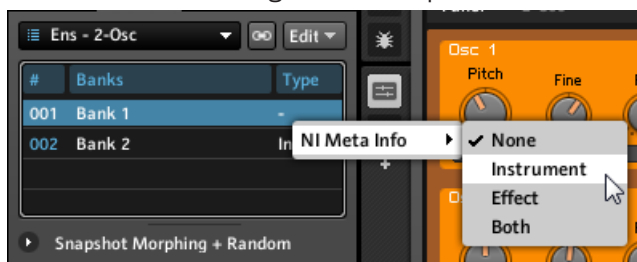 Ens - 2-Osc
Edit
Osc 1
# Banks Type
Pitch
Fine
001 Bank 1 -
002 Bank 2 In
NI Meta Info
None
Instrument
Effect
Both
Snapshot Morphing + Random